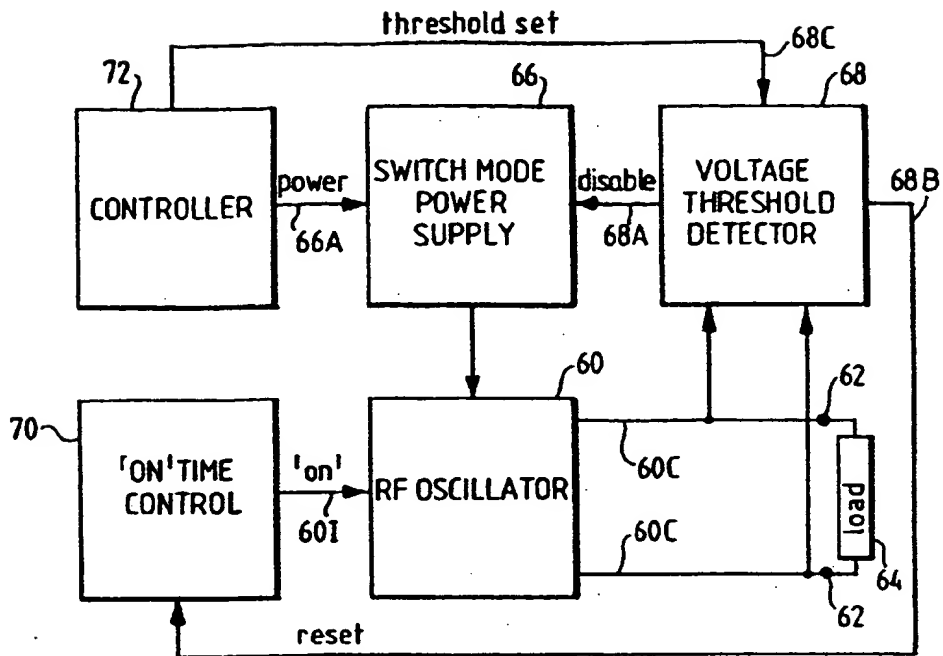 threshold set
68C
72
66
68
CONTROLLER
power
66A
SWITCH MODE
POWER
SUPPLY
disable
68A
VOLTAGE
THRESHOLD
DETECTOR
68B
60
62
70
'ON' TIME
CONTROL
'on'
60I
RF OSCILLATOR
60C
load
60C
64
62
reset